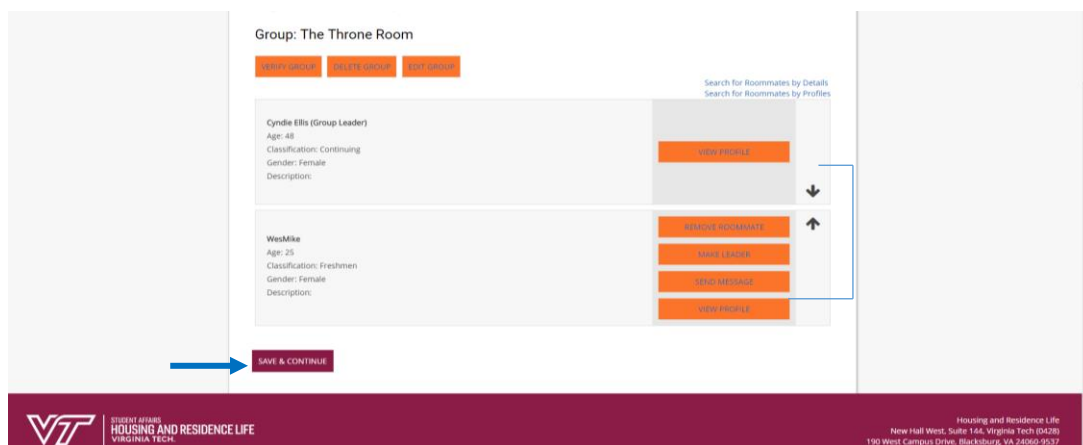 Group: The Throne Room
VERIFY GROUP DELETE GROUP EDIT GROUP
Search for Roommates by Details
Search for Roommates by Profiles
Cyndie Ellis (Group Leader)
Age: 48
Classification: Continuing
Gender: Female
Description:
VIEW PROFILE
WesMike
Age: 25
Classification: Freshmen
Gender: Female
Description:
REMOVE ROOMMATE
MAKE LEADER
SEND MESSAGE
VIEW PROFILE
SAVE & CONTINUE
VT
STUDENT AFFAIRS
HOUSING AND RESIDENCE LIFE
VIRGINIA TECH.
Housing and Residence Life
New Hall West, Suite 144, Virginia Tech (0428)
190 West Campus Drive, Blacksburg, VA 24060-9537